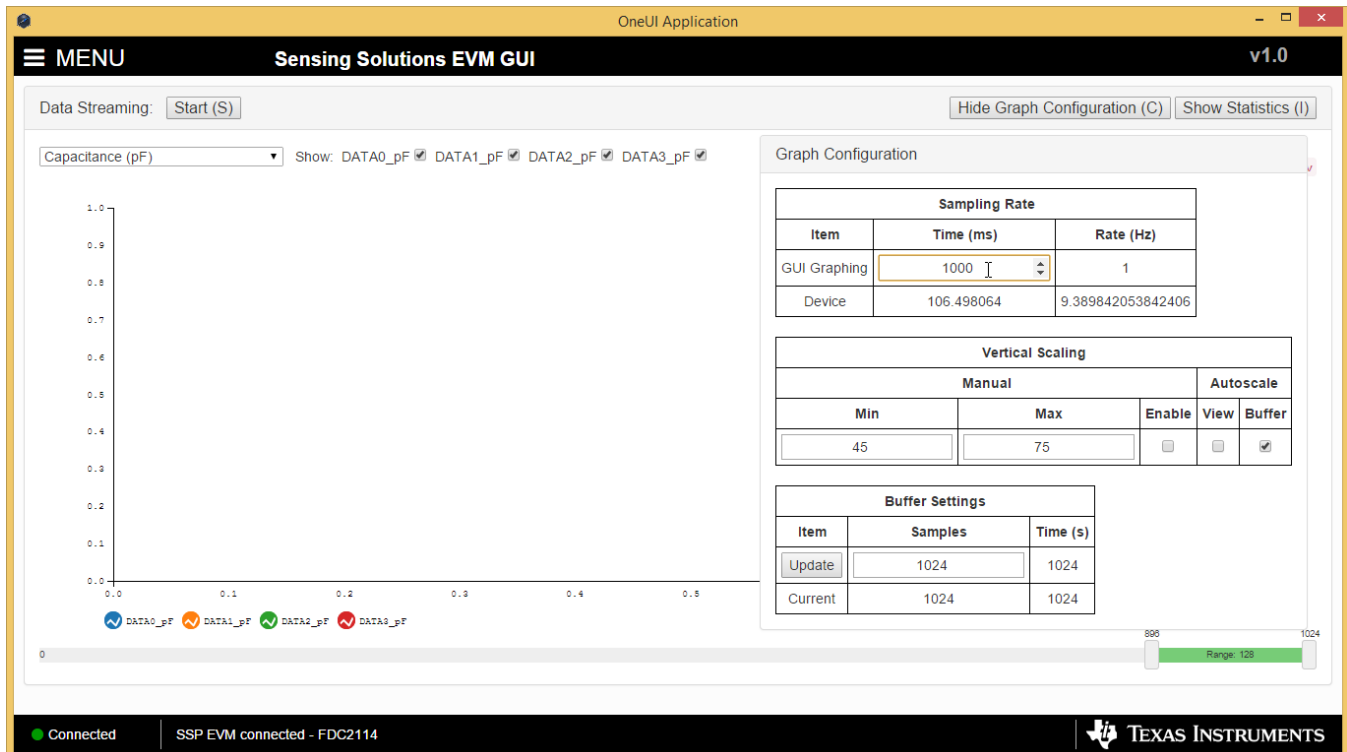 OneUI Application
MENU
Sensing Solutions EVM GUI
v1.0
Data Streaming: Start (S)
Hide Graph Configuration (C) Show Statistics (I)
Capacitance (pF)
Show: DATA0_pF DATA1_pF DATA2_pF DATA3_pF
1.0
0.9
0.8
0.7
0.6
0.5
0.4
0.3
0.2
0.1
0.0
0.0 0.1 0.2 0.3 0.4 0.5
DATA0_pF DATA1_pF DATA2_pF DATA3_pF
Graph Configuration
Sampling Rate
Item Time (ms) Rate (Hz)
GUI Graphing 1000 1
Device 106.498064 9.389842053842406
Vertical Scaling
Manual Autoscale
Min Max Enable View Buffer
45 75
Buffer Settings
Item Samples Time (s)
Update 1024 1024
Current 1024 1024
896 1024
0 Range: 128
Connected SSP EVM connected - FDC2114
TEXAS INSTRUMENTS